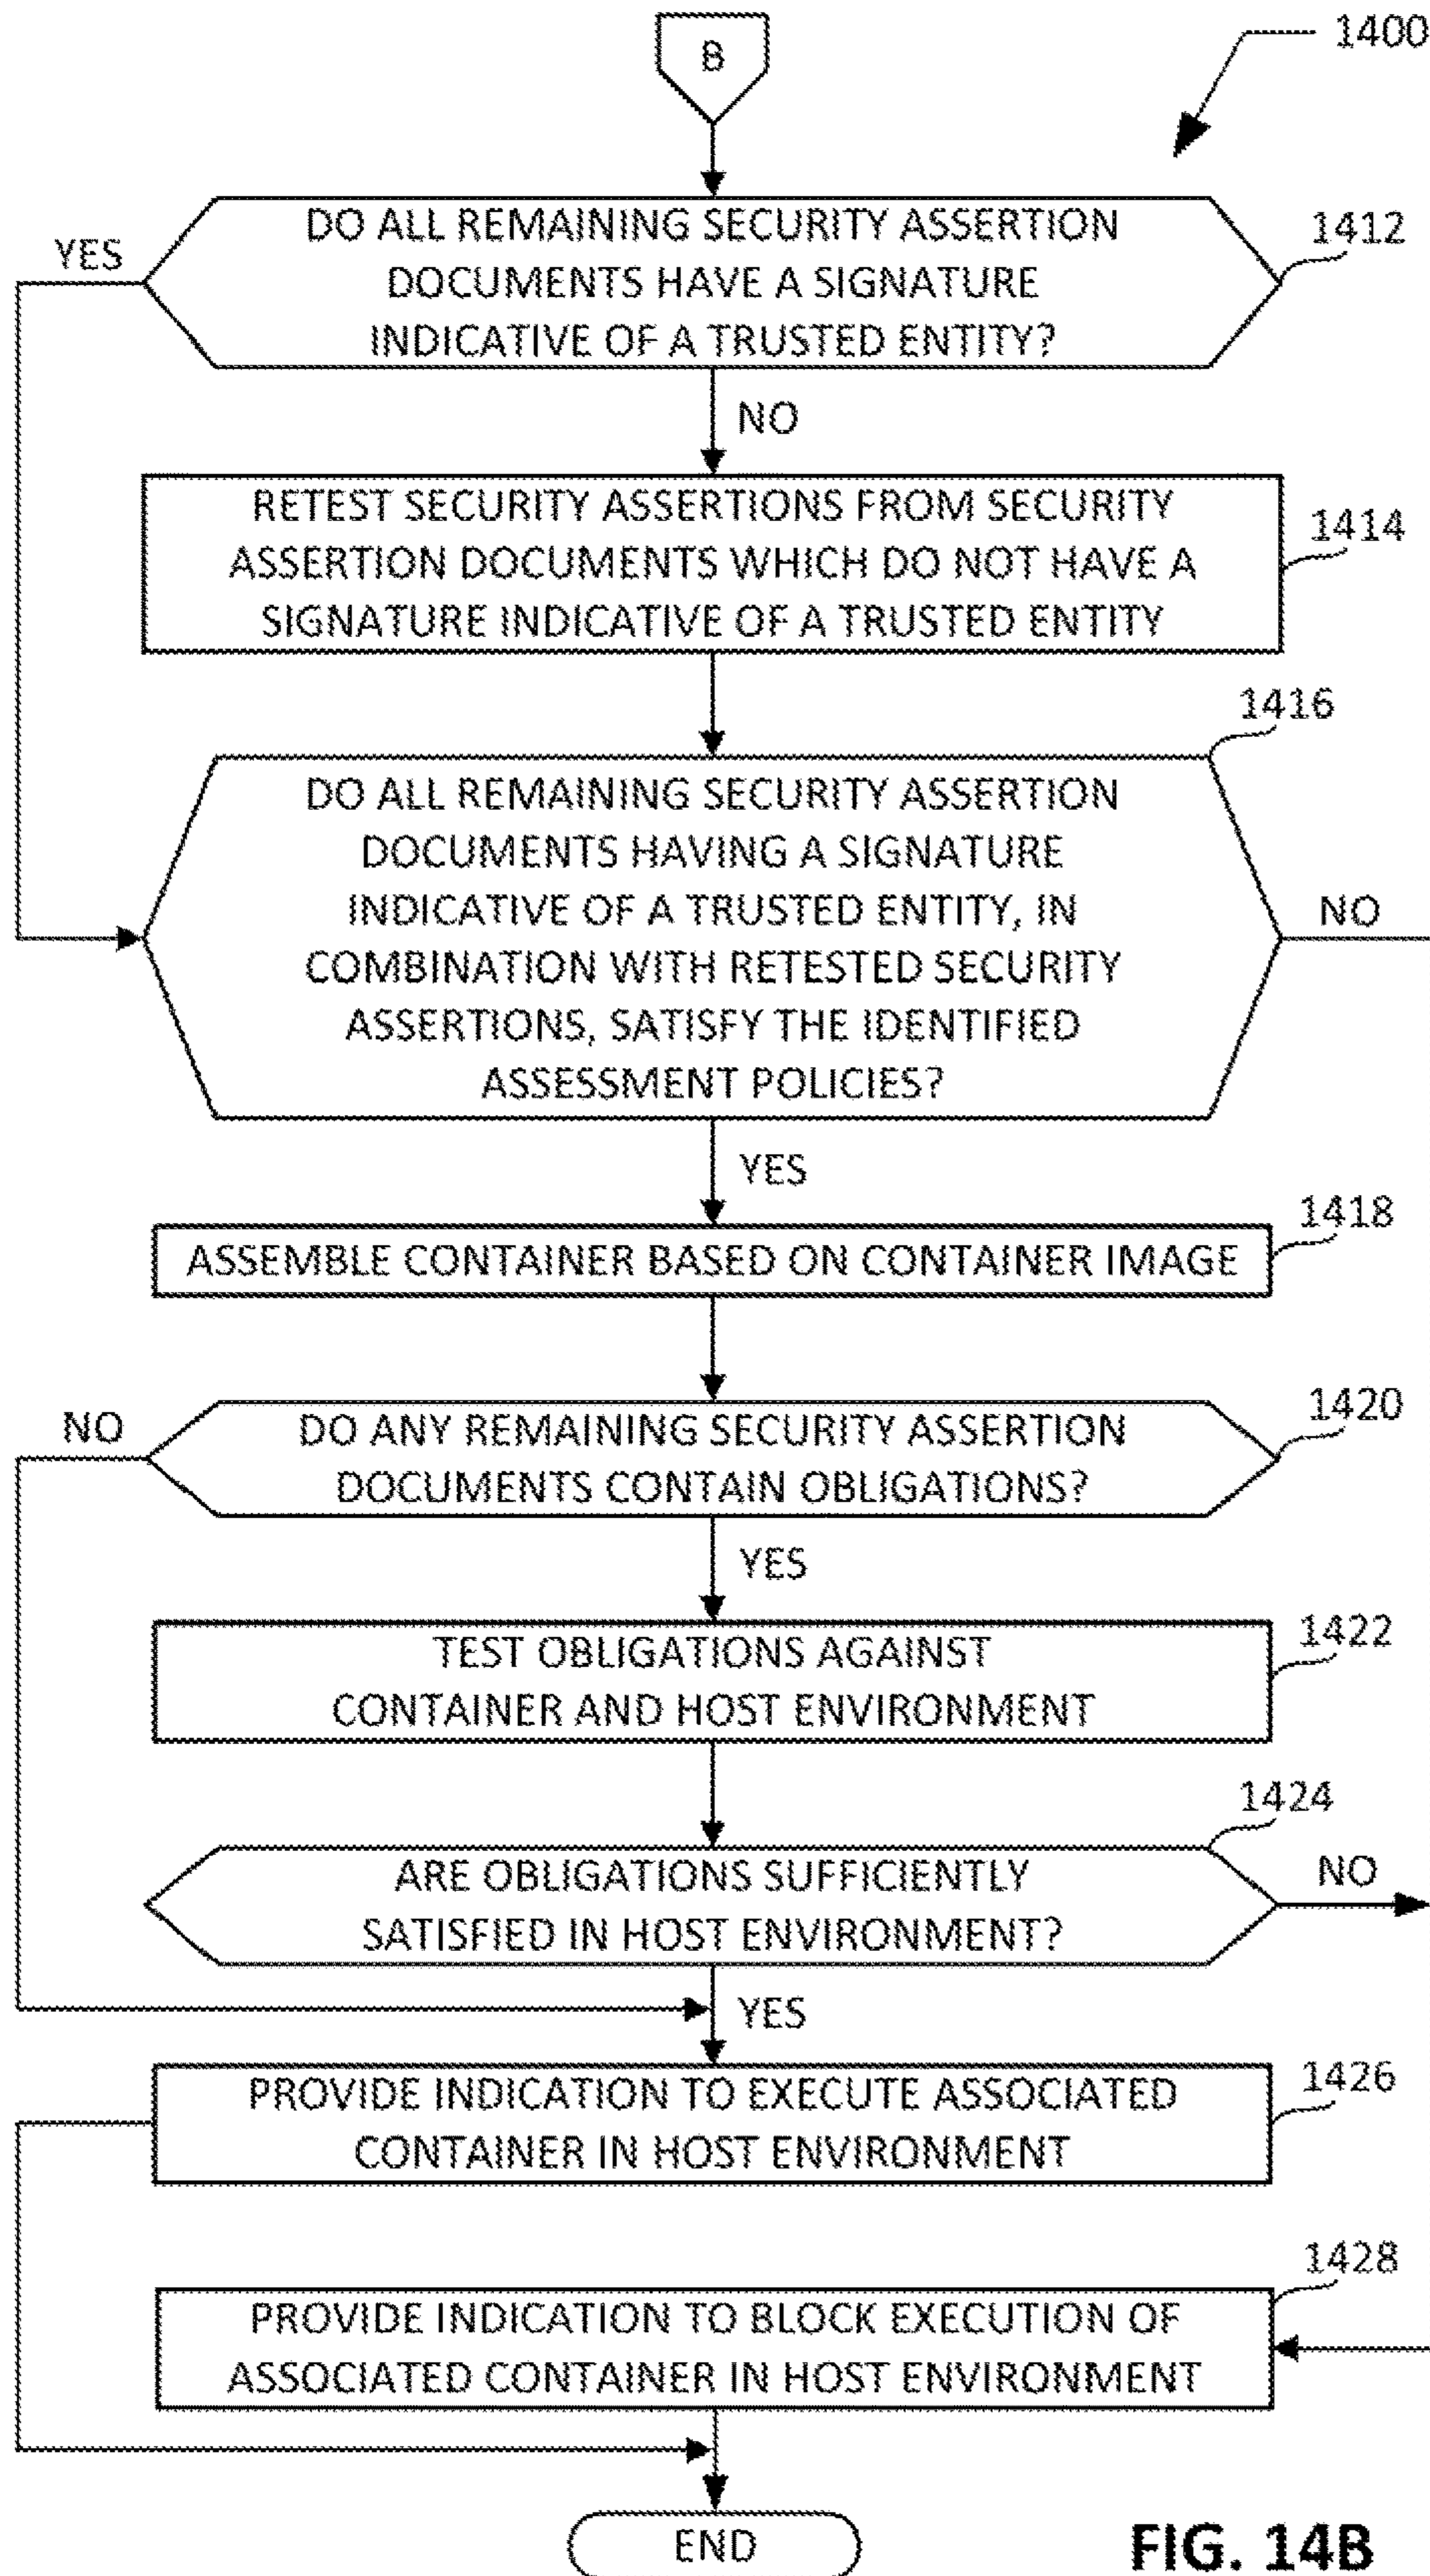 B
1400
DO ALL REMAINING SECURITY ASSERTION
DOCUMENTS HAVE A SIGNATURE
INDICATIVE OF A TRUSTED ENTITY?
1412
YES
NO
RETEST SECURITY ASSERTIONS FROM SECURITY
ASSERTION DOCUMENTS WHICH DO NOT HAVE A
SIGNATURE INDICATIVE OF A TRUSTED ENTITY
1414
1416
DO ALL REMAINING SECURITY ASSERTION
DOCUMENTS HAVING A SIGNATURE
INDICATIVE OF A TRUSTED ENTITY, IN
COMBINATION WITH RETESTED SECURITY
ASSERTIONS, SATISFY THE IDENTIFIED
ASSESSMENT POLICIES?
NO
YES
1418
ASSEMBLE CONTAINER BASED ON CONTAINER IMAGE
1420
NO
DO ANY REMAINING SECURITY ASSERTION
DOCUMENTS CONTAIN OBLIGATIONS?
YES
1422
TEST OBLIGATIONS AGAINST
CONTAINER AND HOST ENVIRONMENT
1424
ARE OBLIGATIONS SUFFICIENTLY
SATISFIED IN HOST ENVIRONMENT?
NO
YES
1426
PROVIDE INDICATION TO EXECUTE ASSOCIATED
CONTAINER IN HOST ENVIRONMENT
1428
PROVIDE INDICATION TO BLOCK EXECUTION OF
ASSOCIATED CONTAINER IN HOST ENVIRONMENT
END
FIG. 14B